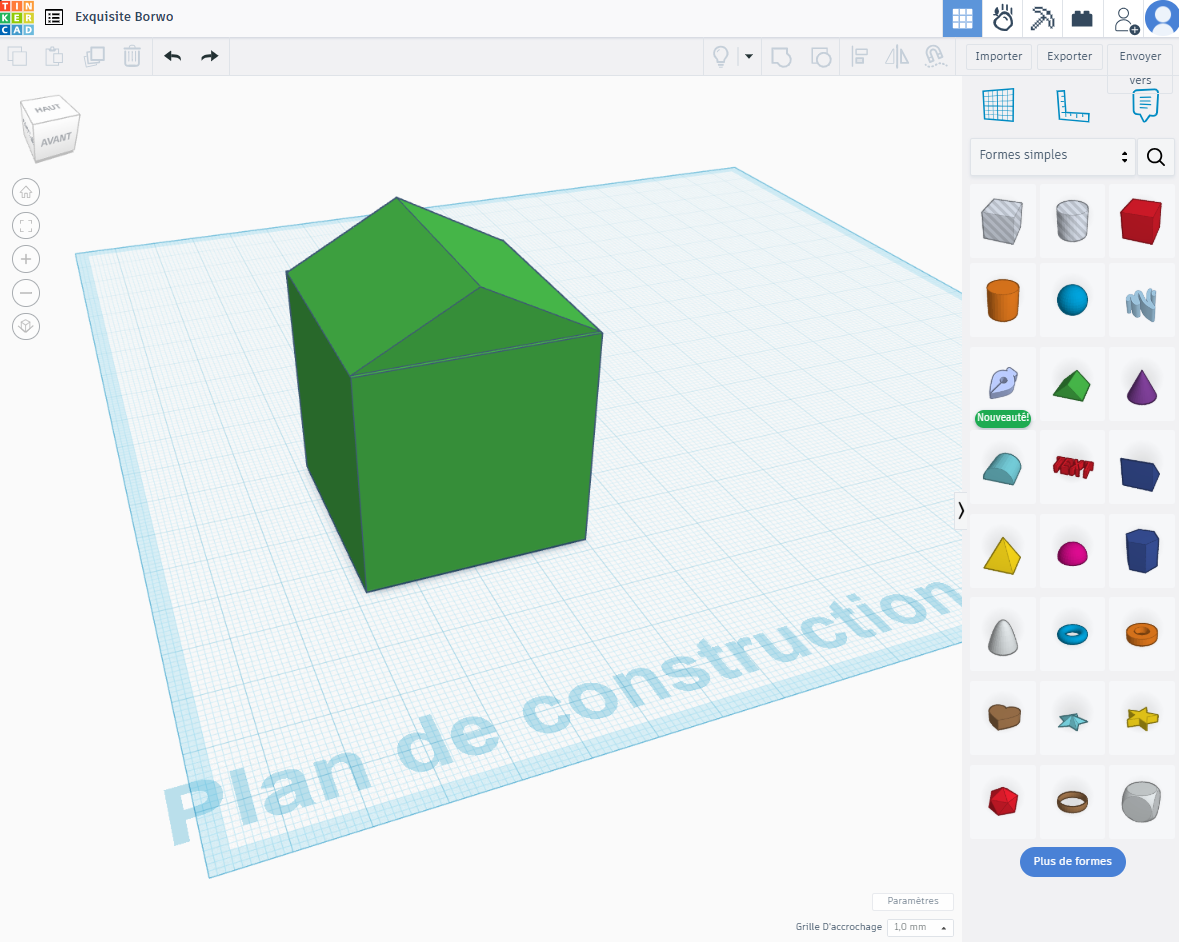 TIN
KER
CAD
Exquisite Borwo
Importer
Exporter
Envoyer
vers
HAUT
AVANT
Formes simples
Nouveauté!
TEXT
Plan de construction
Plus de formes
Paramètres
Grille D'accrochage
1,0 mm